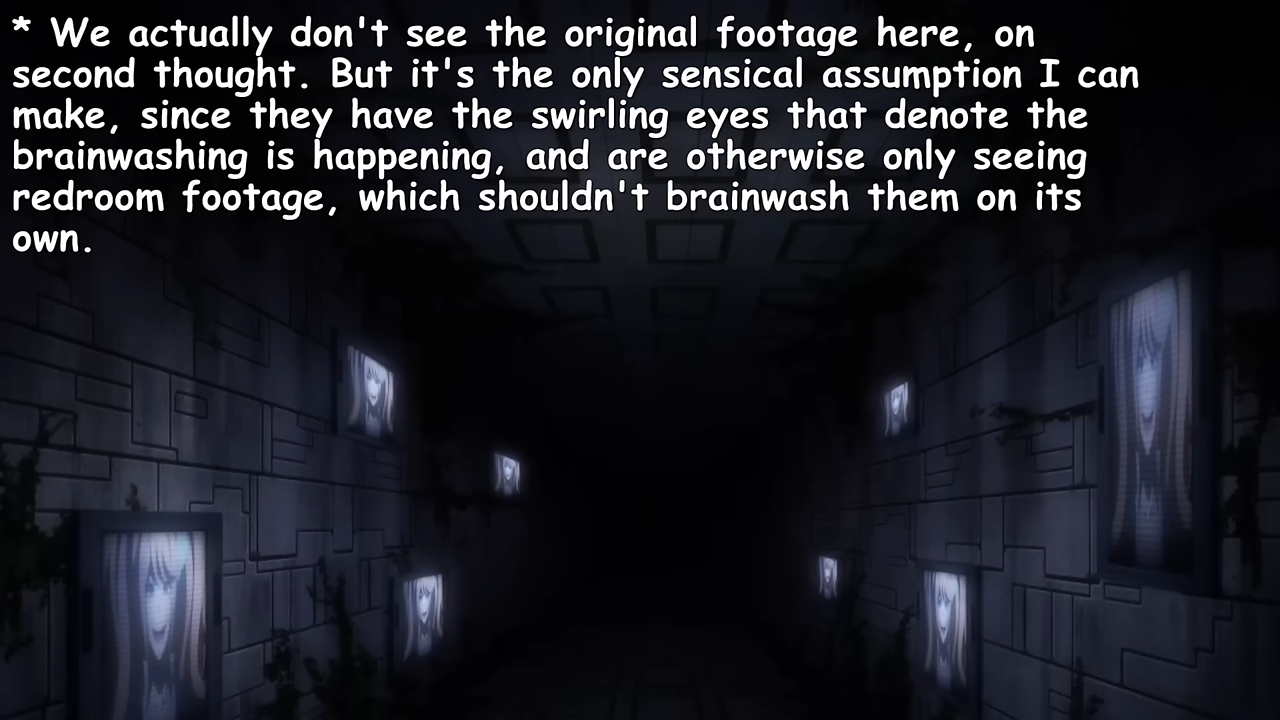 * We actually don't see the original footage here, on
second thought. But it's the only sensical assumption I can
make, since they have the swirling eyes that denote the
brainwashing is happening, and are otherwise only seeing
redroom footage, which shouldn't brainwash them on its
own.